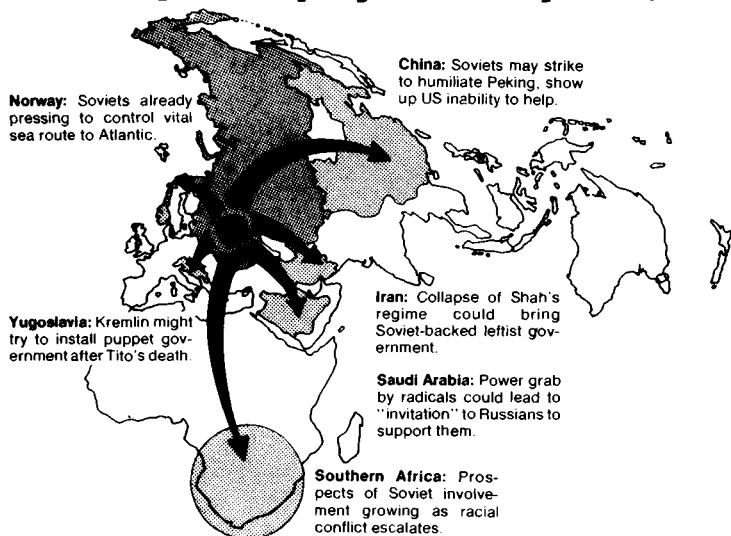 China: Soviets may strike
to humiliate Peking, show
up US inability to help.
Norway: Soviets already
pressing to control vital
sea route to Atlantic.
Yugoslavia: Kremlin might
try to install puppet gov-
ernment after Tito's death.
Iran: Collapse of Shah's
regime could bring
Soviet-backed leftist gov-
ernment.
Saudi Arabia: Power grab
by radicals could lead to
"invitation" to Russians to
support them.
Southern Africa: Pros-
pects of Soviet involve-
ment growing as racial
conflict escalates.